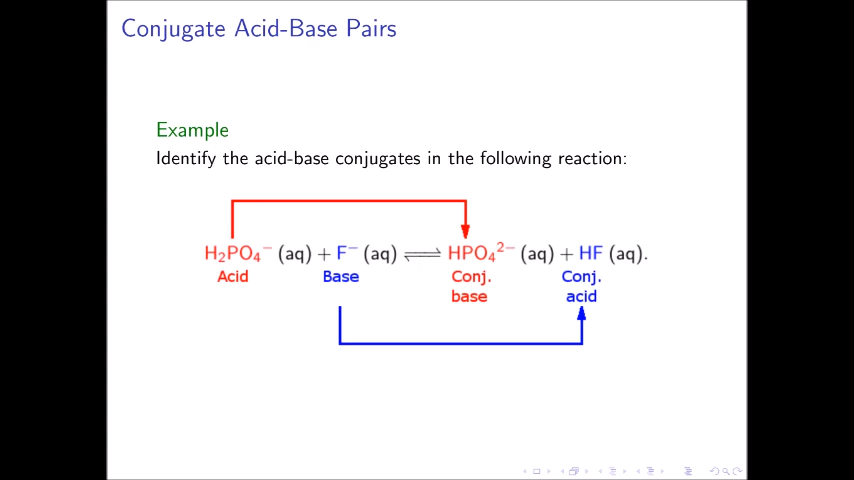 Conjugate Acid-Base Pairs
Example
Identify the acid-base conjugates in the following reaction:
H₂PO₄⁻ (aq) + F⁻ (aq) ⇌ HPO₄²⁻ (aq) + HF (aq).
Acid Base Conj. Conj.
base acid